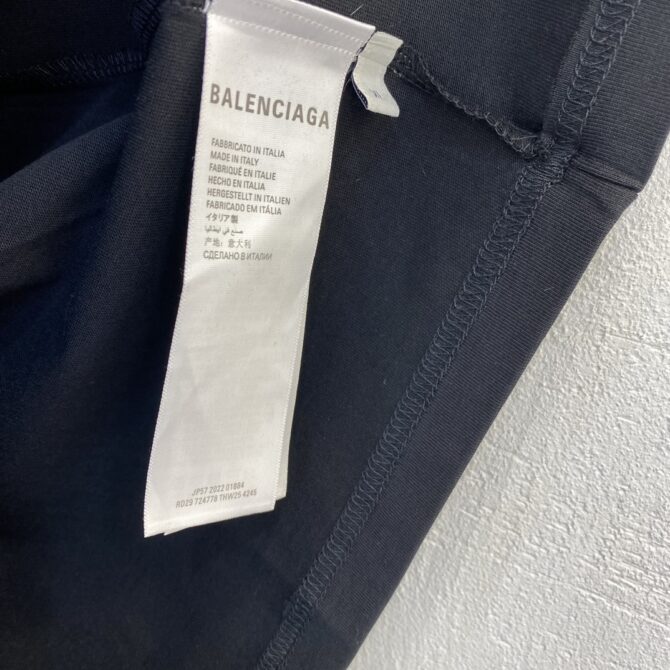 BALENCIAGA
FABBRICATO IN ITALIA
MADE IN ITALY
FABRIQUÉ EN ITALIE
HECHO EN ITALIA
HERGESTELLT IN ITALIEN
FABRICADO EM ITÁLIA
イタリア製
صنع في ايطاليا
产地: 意大利
СДЕЛАНО В ИТАЛИИ
JP57 2022 01884
RD29 724778 THW25 4245